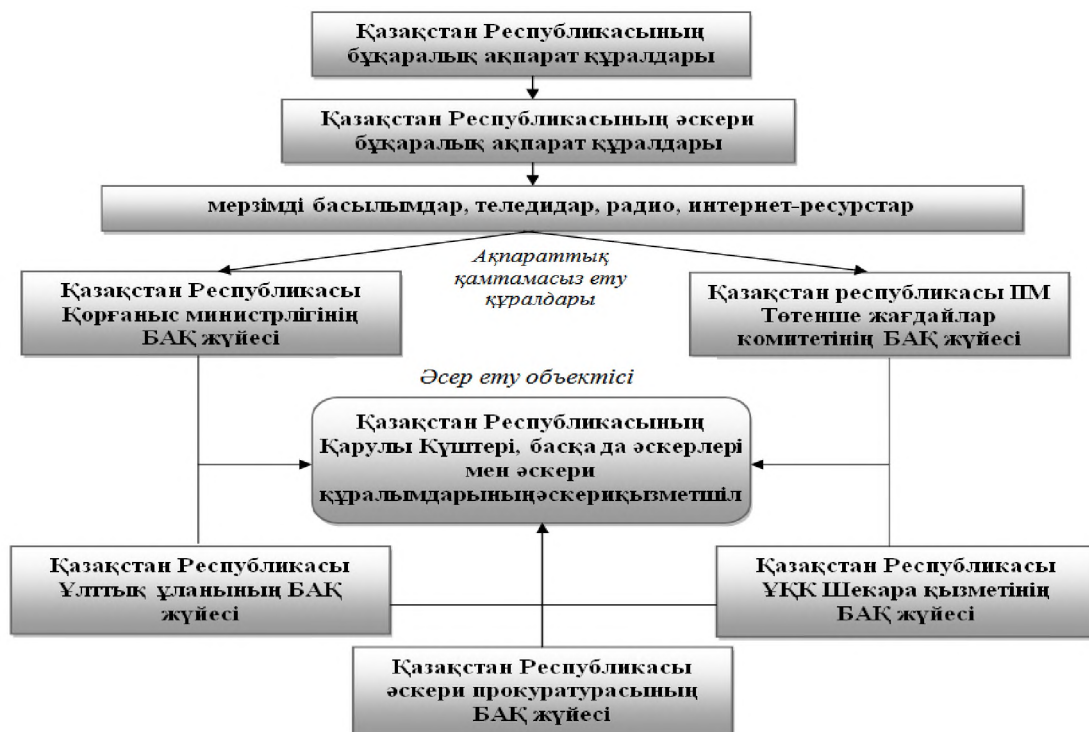 Қазақстан Республикасының
бұқаралық ақпарат құралдары
Қазақстан Республикасының әскери
бұқаралық ақпарат құралдары
мерзімді басылымдар, теледидар, радио, интернет-ресурстар
Ақпараттық
қамтамасыз ету
құралдары
Қазақстан Республикасы
Қорғаныс министрлігінің
БАҚ жүйесі
Қазақстан республикасы ІІМ
Төтенше жағдайлар
комитетінің БАҚ жүйесі
Әсер ету объектісі
Қазақстан Республикасының
Қарулы Күштері, басқа да әскерлері
мен әскери
құралымдарыныңәскериқызметшіл
Қазақстан Республикасы
Ұлттық ұланының БАҚ
жүйесі
Қазақстан Республикасы
ҰҚК Шекара қызметінің
БАҚ жүйесі
Қазақстан Республикасы
әскери прокуратурасының
БАҚ жүйесі